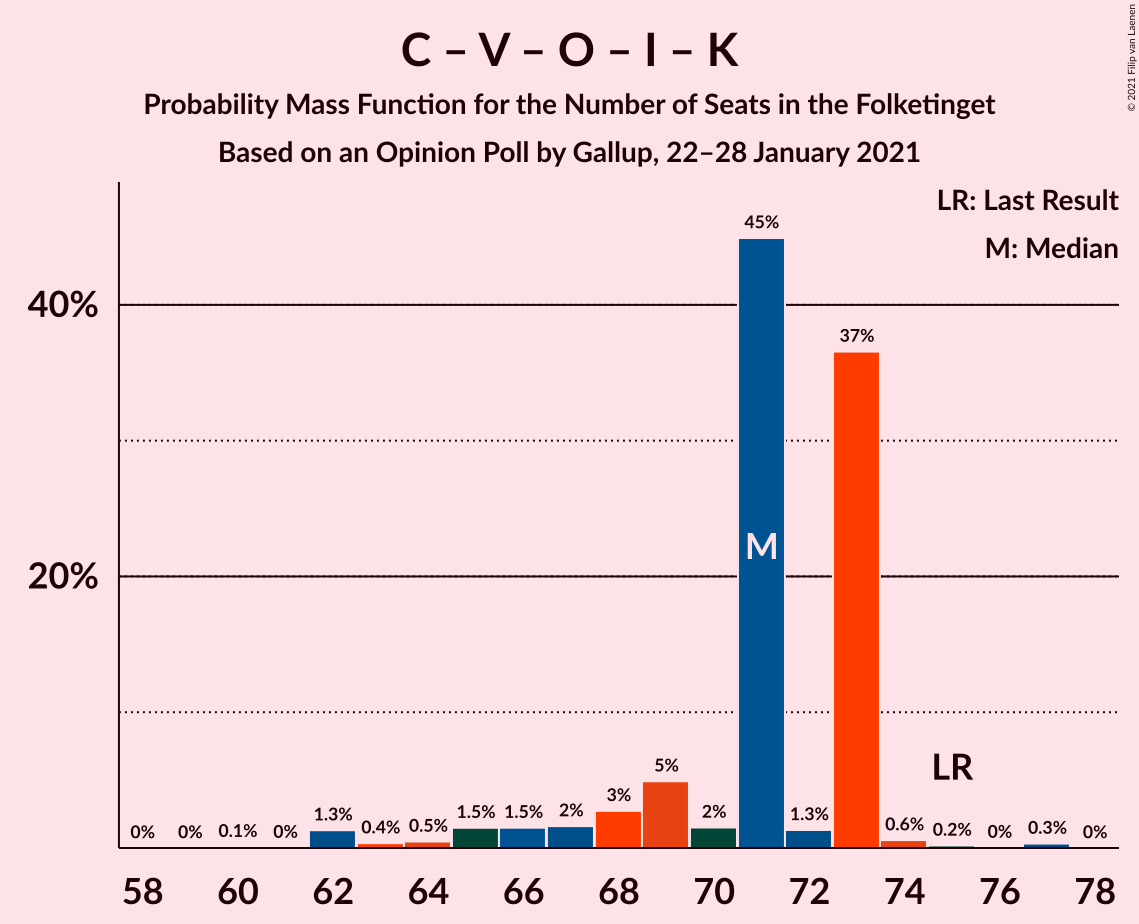 C – V – O – I – K
Probability Mass Function for the Number of Seats in the Folketinget
Based on an Opinion Poll by Gallup, 22–28 January 2021
© 2021 Filip van Laenen
LR: Last Result
M: Median
40%
20%
0%
0%
0.1%
0%
1.3%
0.4%
0.5%
1.5%
1.5%
2%
3%
5%
2%
45%
1.3%
37%
0.6%
0.2%
0%
0.3%
0%
M
LR
58 60 62 64 66 68 70 72 74 76 78